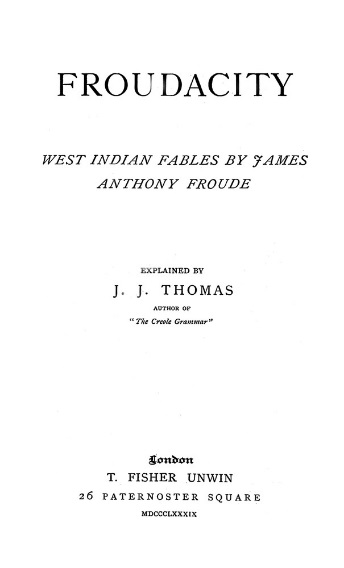 FROUDACITY
WEST INDIAN FABLES BY JAMES
ANTHONY FROUDE
EXPLAINED BY
J. J. THOMAS
AUTHOR OF
"The Creole Grammar"
London
T. FISHER UNWIN
26 PATERNOSTER SQUARE
MDCCCLXXXIX